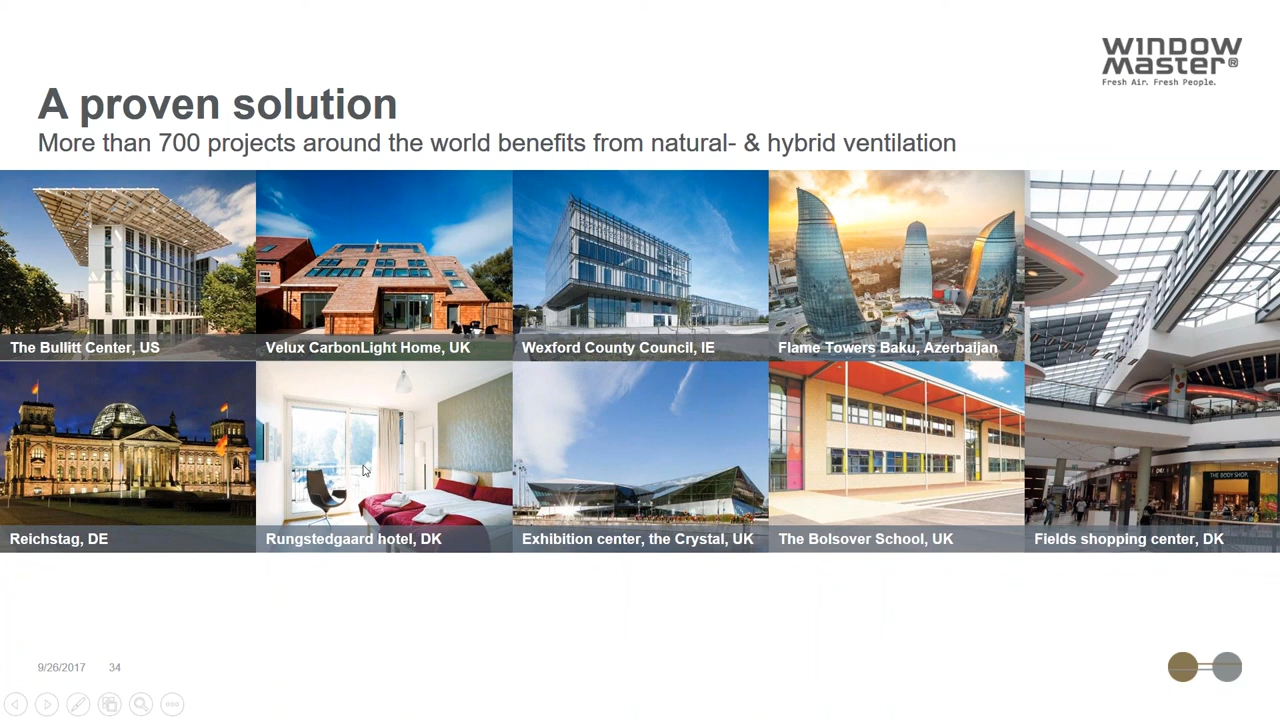 WINDOW
Master®
Fresh Air. Fresh People.
A proven solution
More than 700 projects around the world benefits from natural- & hybrid ventilation
The Bullitt Center, US
Velux CarbonLight Home, UK
Wexford County Council, IE
Flame Towers Baku, Azerbaijan
THE BODY SHOP
Reichstag, DE
Rungstedgaard hotel, DK
Exhibition center, the Crystal, UK
The Bolsover School, UK
Fields shopping center, DK
9/26/2017 34